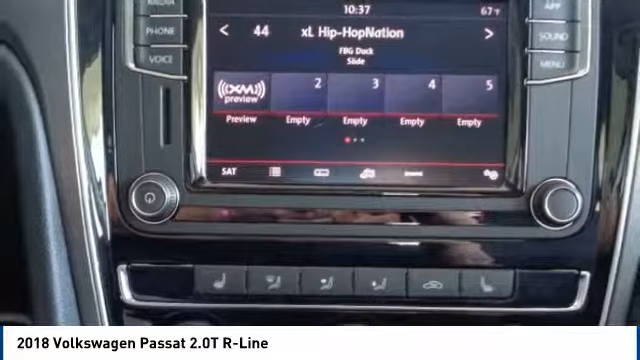 MEDIA
PHONE
VOICE
APP
SOUND
MENU
10:37
67°F
< 44 xL Hip-HopNation >
FBG Duck
Slide
2 3 4 5
((XM))
preview
Preview Empty Empty Empty Empty
SAT
2018 Volkswagen Passat 2.0T R-Line